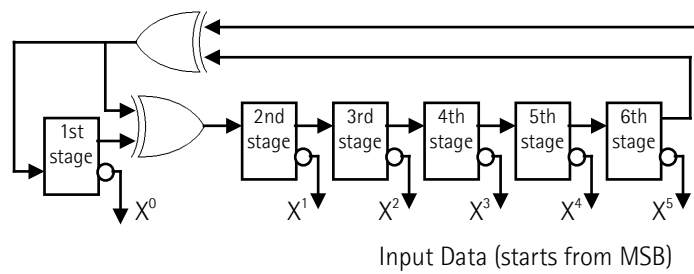 1st
stage
2nd
stage
3rd
stage
4th
stage
5th
stage
6th
stage
X⁰
X¹
X²
X³
X⁴
X⁵
Input Data (starts from MSB)